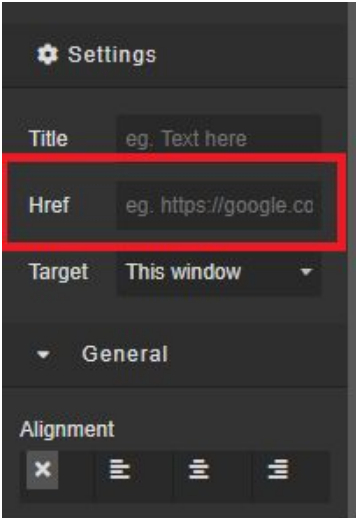 Settings
Title eg. Text here
Href eg. https://google.co
Target This window
General
Alignment